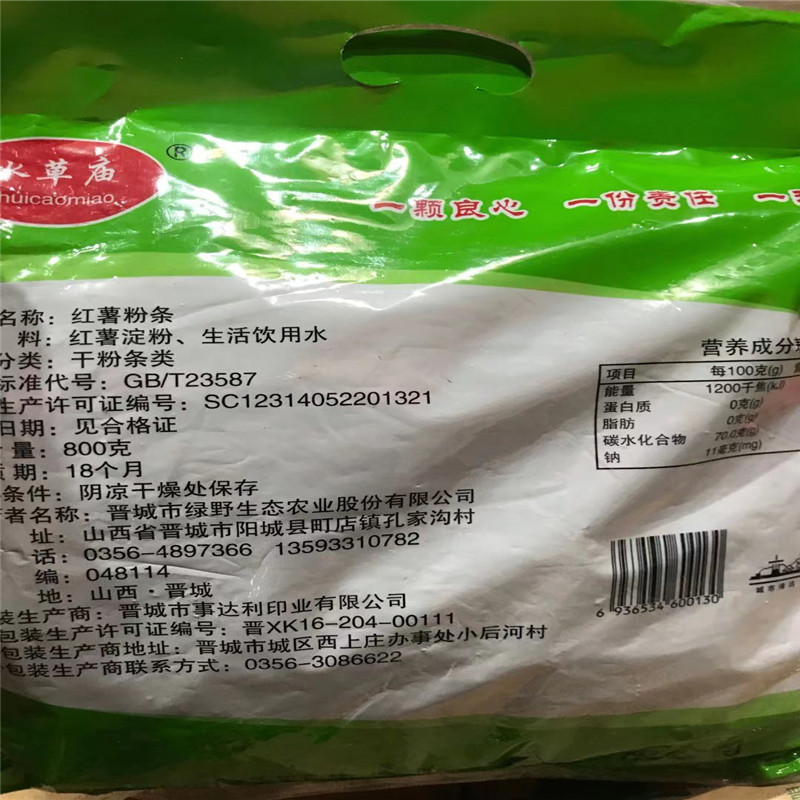 水草庙
huicaomiao
®
一颗良心 一份责任 一
名称：红薯粉条
料：红薯淀粉、生活饮用水
分类：干粉条类
标准代号：GB/T23587
生产许可证编号：SC12314052201321
日期：见合格证
量：800克
期：18个月
条件：阴凉干燥处保存
者名称：晋城市绿野生态农业股份有限公司
址：山西省晋城市阳城县町店镇孔家沟村
话：0356-4897366 13593310782
编：048114
地：山西·晋城
装生产商：晋城市事达利印业有限公司
包装生产许可证编号：晋XK16-204-00111
包装生产商地址：晋城市城区西上庄办事处小后河村
包装生产商联系方式：0356-3086622
营养成分
项目 每100克(g)
能量 1200千焦(kJ)
蛋白质 0克(g)
脂肪 0克(g)
碳水化合物 70.0克(g)
钠 11毫克(mg)
6 936534 600130
城市清洁